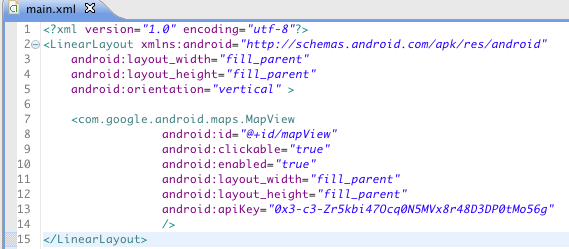 main.xml
1 <?xml version="1.0" encoding="utf-8"?>
2 <LinearLayout xmlns:android="http://schemas.android.com/apk/res/android"
3 android:layout_width="fill_parent"
4 android:layout_height="fill_parent"
5 android:orientation="vertical" >
6
7 <com.google.android.maps.MapView
8 android:id="@+id/mapView"
9 android:clickable="true"
10 android:enabled="true"
11 android:layout_width="fill_parent"
12 android:layout_height="fill_parent"
13 android:apiKey="0x3-c3-Zr5kbi47Ocq0N5MVx8r48D3DP0tMo56g"
14 />
15 </LinearLayout>